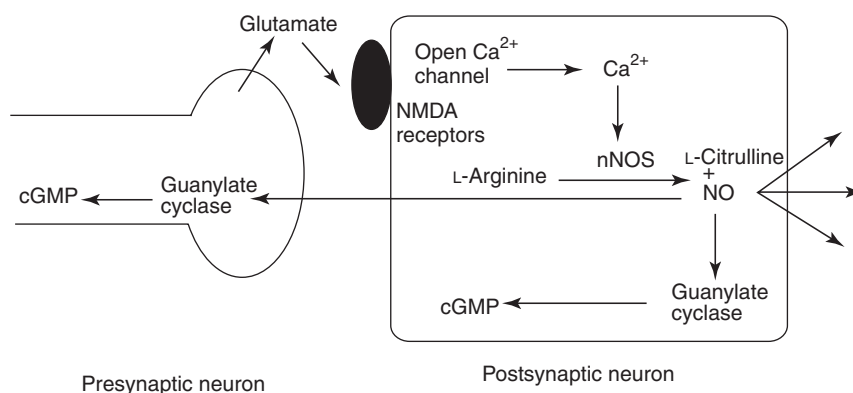 Glutamate
Open Ca²⁺
channel
Ca²⁺
NMDA
receptors
nNOS
L-Citrulline
+
NO
L-Arginine
cGMP
Guanylate
cyclase
cGMP
Guanylate
cyclase
Presynaptic neuron
Postsynaptic neuron